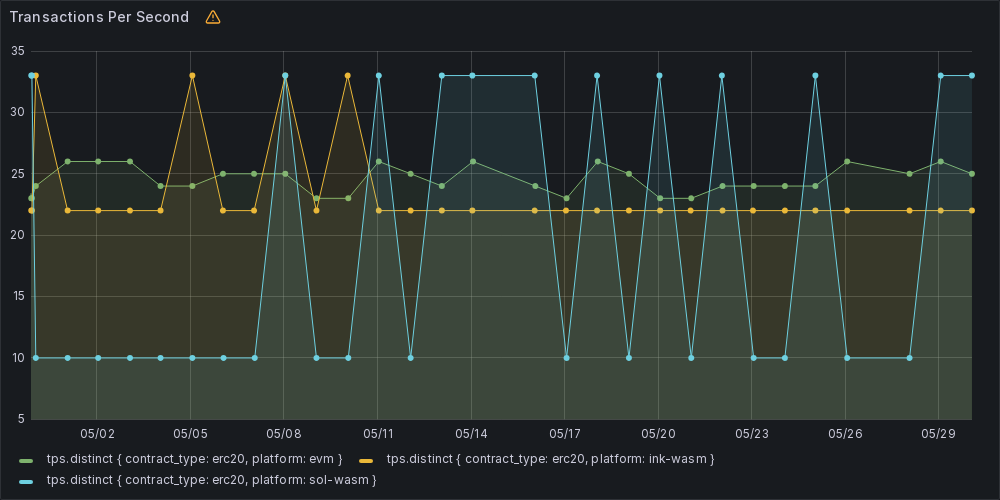 Transactions Per Second
35
30
25
20
15
10
5
05/02 05/05 05/08 05/11 05/14 05/17 05/20 05/23 05/26 05/29
tps.distinct { contract_type: erc20, platform: evm } tps.distinct { contract_type: erc20, platform: ink-wasm }
tps.distinct { contract_type: erc20, platform: sol-wasm }